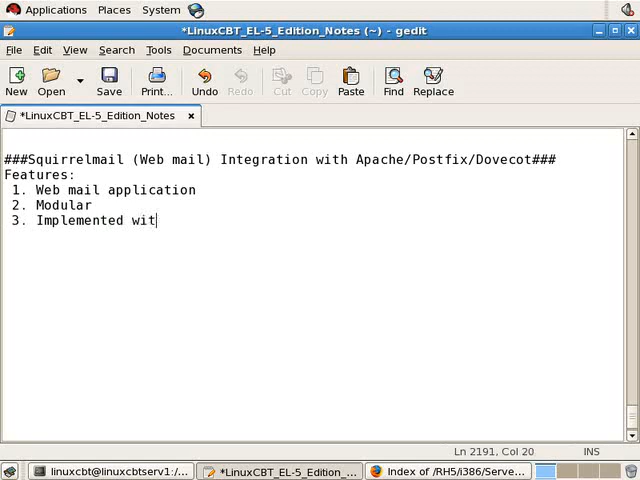 Applications Places System
*LinuxCBT_EL-5_Edition_Notes (~) - gedit
File Edit View Search Tools Documents Help
New Open Save Print... Undo Redo Cut Copy Paste Find Replace
*LinuxCBT_EL-5_Edition_Notes
###Squirrelmail (Web mail) Integration with Apache/Postfix/Dovecot###
Features:
1. Web mail application
2. Modular
3. Implemented wit
Ln 2191, Col 20 INS
linuxcbt@linuxcbtserv1:/... *LinuxCBT_EL-5_Edition_... Index of /RH5/i386/Serve...